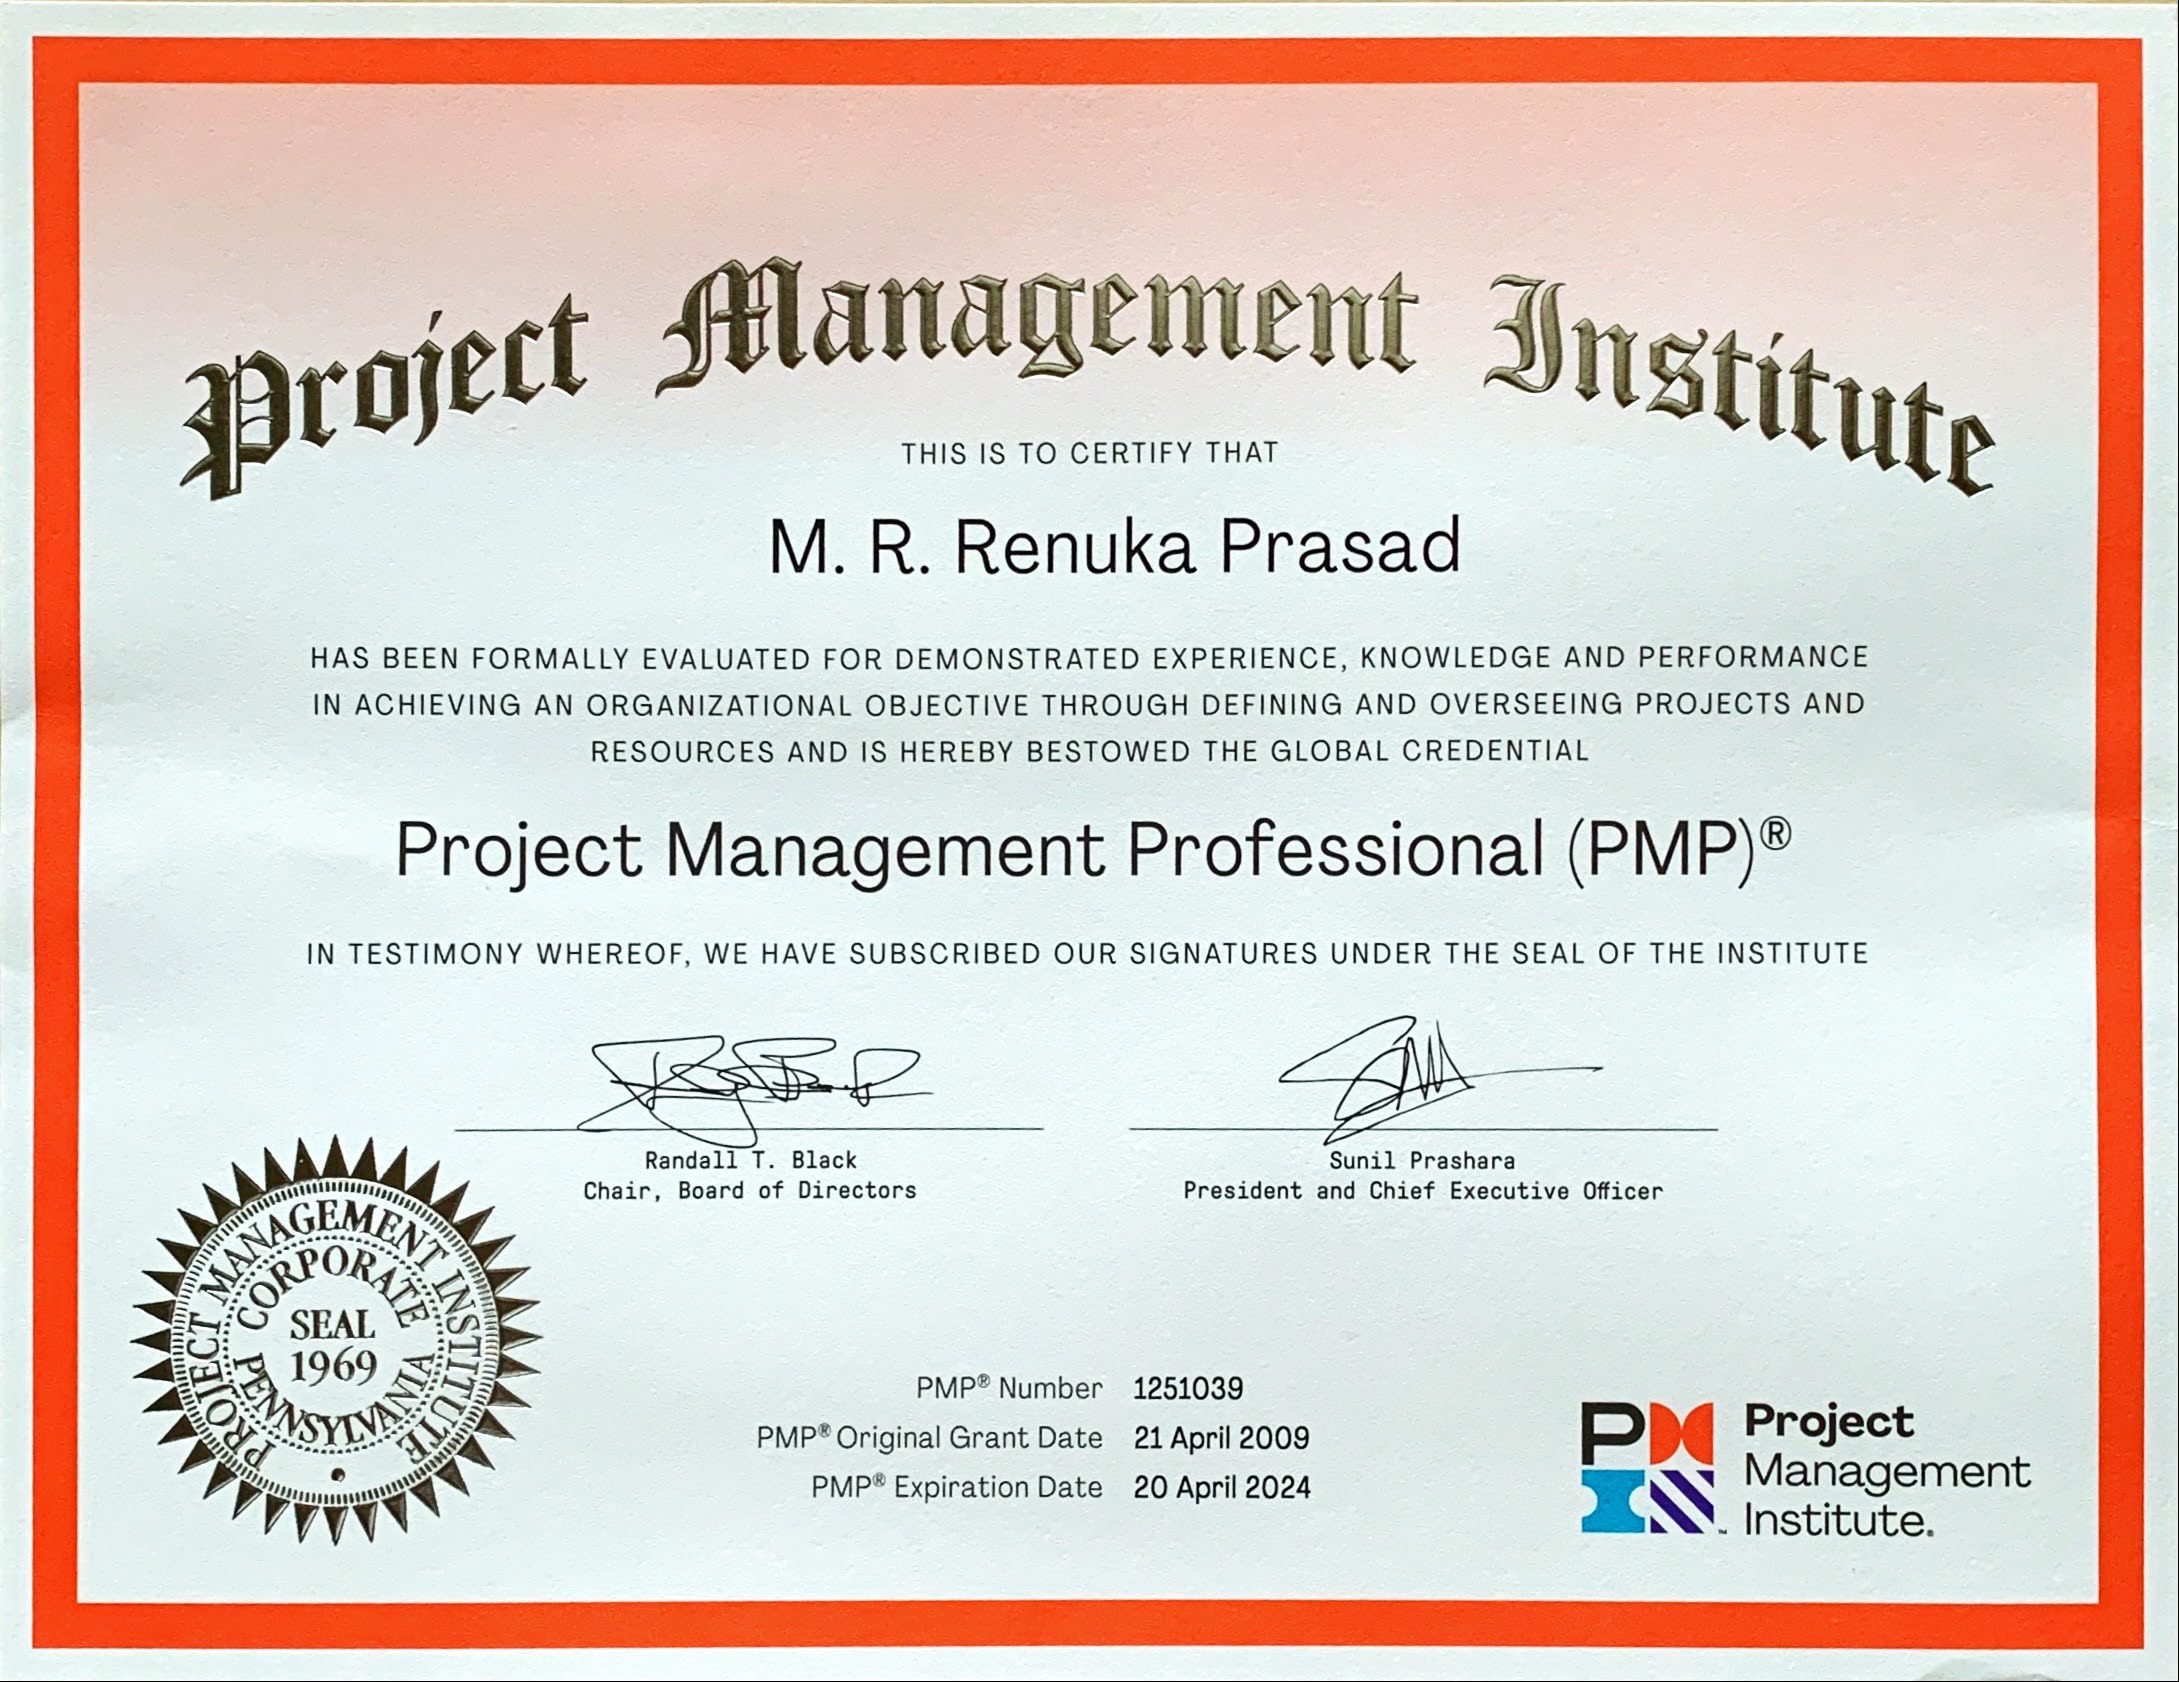 Project Management Institute
THIS IS TO CERTIFY THAT
M. R. Renuka Prasad
HAS BEEN FORMALLY EVALUATED FOR DEMONSTRATED EXPERIENCE, KNOWLEDGE AND PERFORMANCE
IN ACHIEVING AN ORGANIZATIONAL OBJECTIVE THROUGH DEFINING AND OVERSEEING PROJECTS AND
RESOURCES AND IS HEREBY BESTOWED THE GLOBAL CREDENTIAL
Project Management Professional (PMP)®
IN TESTIMONY WHEREOF, WE HAVE SUBSCRIBED OUR SIGNATURES UNDER THE SEAL OF THE INSTITUTE
Randall T. Black
Chair, Board of Directors
Sunil Prashara
President and Chief Executive Officer
PROJECT MANAGEMENT INSTITUTE
CORPORATE
SEAL
1969
PENNSYLVANIA
PMP® Number 1251039
PMP® Original Grant Date 21 April 2009
PMP® Expiration Date 20 April 2024
Project
Management
Institute.